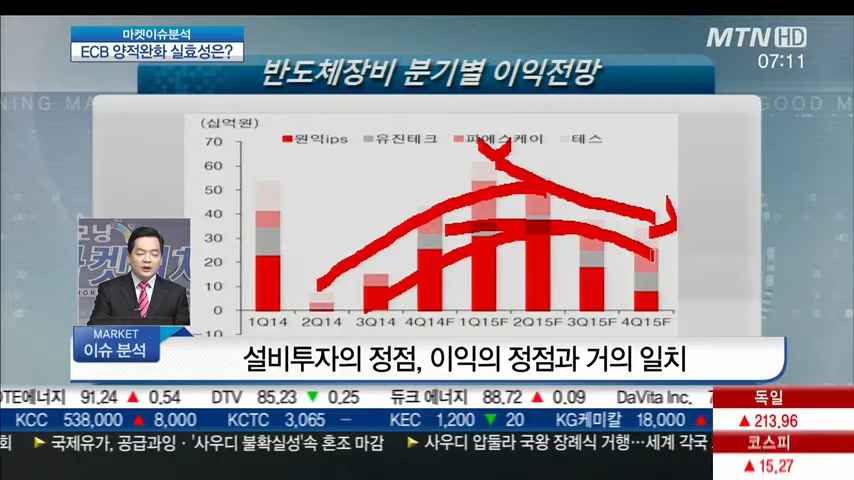 마켓이슈분석
ECB 양적완화 실효성은?
MTN HD
07:11
반도체장비 분기별 이익전망
NING MA
GOOD M
(십억원)
원익ips 유진테크 피에스케이 테스
70
60
50
40
30
20
10
0
-10
1Q14 2Q14 3Q14 4Q14F 1Q15F 2Q15F 3Q15F 4Q15F
모닝
MARKET
이슈 분석
설비투자의 정점, 이익의 정점과 거의 일치
OTE에너지 91,24 ▲ 0,54 DTV 85,23 ▼ 0,25 듀크 에너지 88,72 ▲ 0,09 DaVita Inc.
KCC 538,000 ▲ 8,000 KCTC 3,065 – KEC 1,200 ▼ 20 KG케미칼 18,000 ▲
회 ▶ 국제유가, 공급과잉·'사우디 불확실성'속 혼조 마감 ▶ 사우디 압둘라 국왕 장례식 거행...세계 각국
독일
▲ 213,96
코스피
▲ 15,27